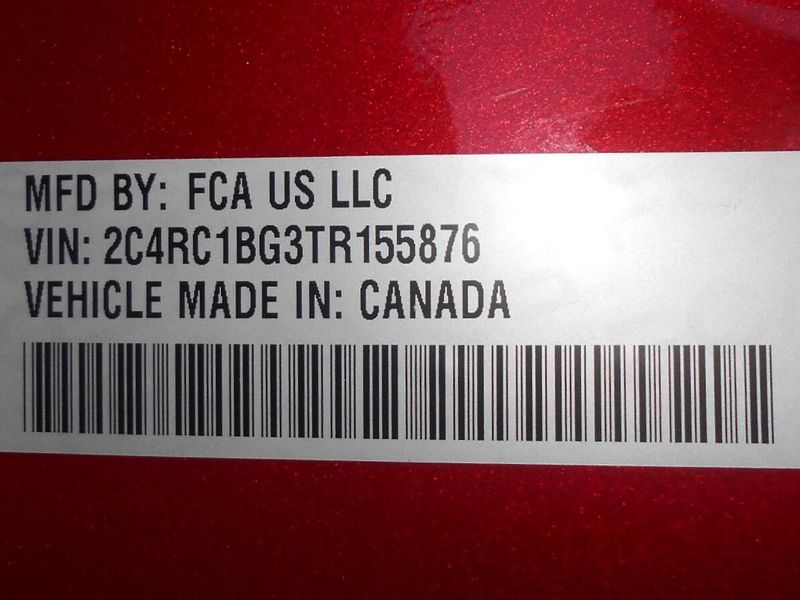 MFD BY: FCA US LLC
VIN: 2C4RC1BG3TR155876
VEHICLE MADE IN: CANADA